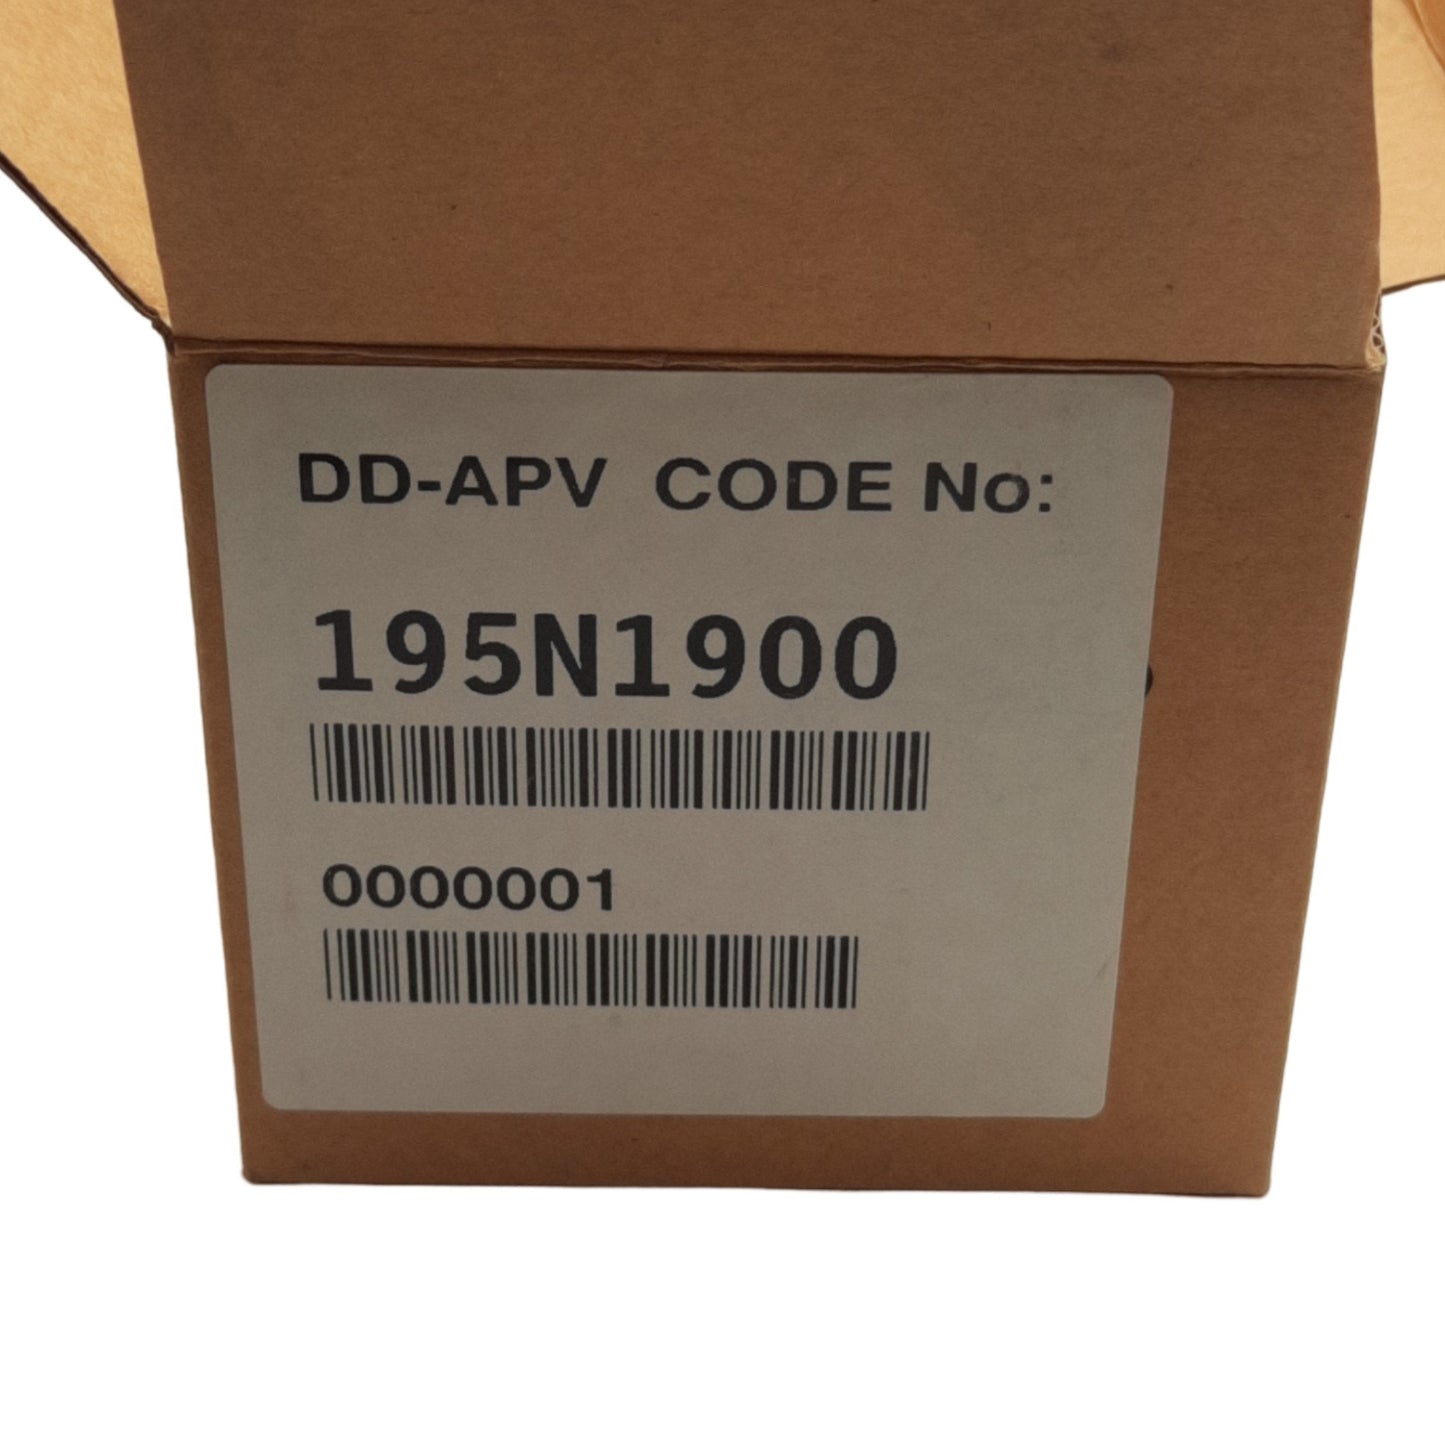 DD-APV CODE No:
195N1900
0000001